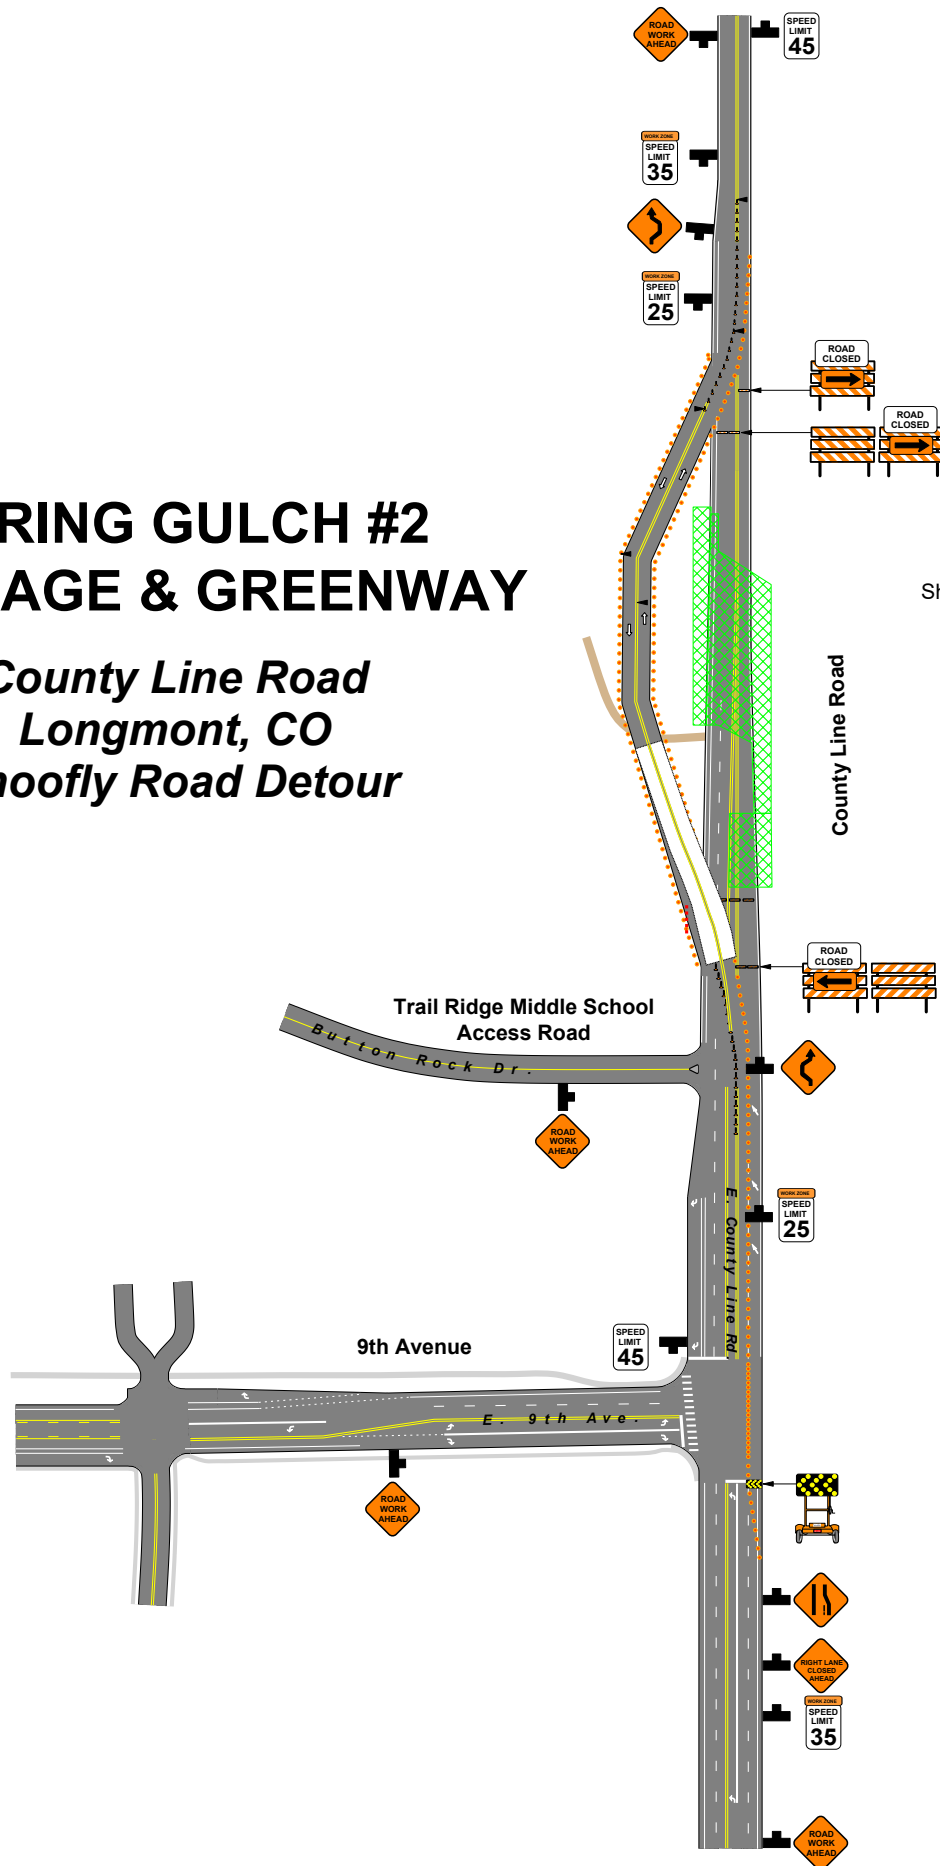 ROAD
WORK
AHEAD
SPEED
LIMIT
45
WORK ZONE
SPEED
LIMIT
35
WORK ZONE
SPEED
LIMIT
25
ROAD
CLOSED
ROAD
CLOSED
RING GULCH #2
AGE & GREENWAY
County Line Road
Longmont, CO
hoofly Road Detour
Sh
County Line Road
ROAD
CLOSED
Trail Ridge Middle School
Access Road
Button Rock Dr.
ROAD
WORK
AHEAD
WORK ZONE
SPEED
LIMIT
25
E. County Line Rd.
SPEED
LIMIT
45
9th Avenue
E. 9th Ave.
ROAD
WORK
AHEAD
RIGHT LANE
CLOSED
AHEAD
WORK ZONE
SPEED
LIMIT
35
ROAD
WORK
AHEAD